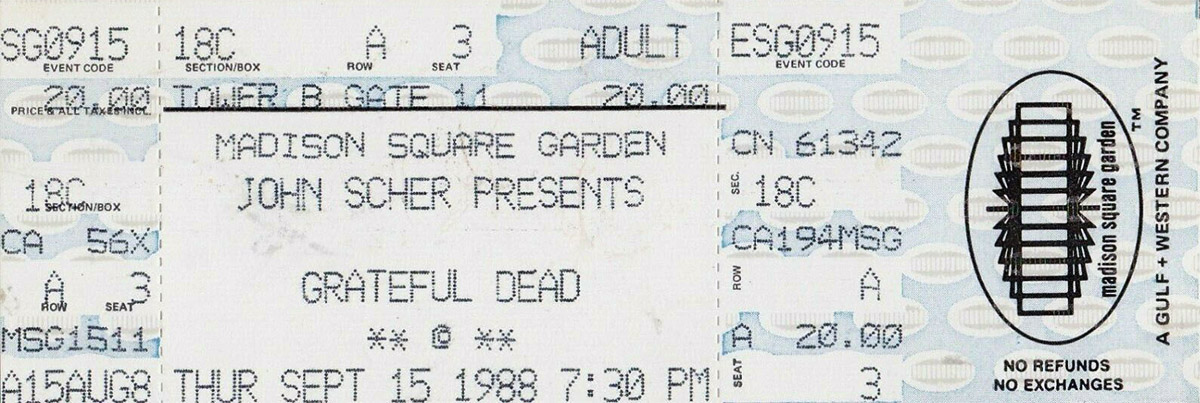 SG0915 18C A 3 ADULT ESG0915
EVENT CODE SECTION/BOX ROW SEAT EVENT CODE
20.00 TOWER B GATE 11 20.00
PRICE & ALL TAXES INCL.
MADISON SQUARE GARDEN CN 61342
18C JOHN SCHER PRESENTS SEC. 18C
SECTION/BOX
CA 56X CA194MSG
A 3 GRATEFUL DEAD ROW A
ROW SEAT
MSG1511 ** @ ** A 20.00
A15AUG8 THUR SEPT 15 1988 7:30 PM SEAT 3
madison square garden
TM
A GULF + WESTERN COMPANY
NO REFUNDS
NO EXCHANGES